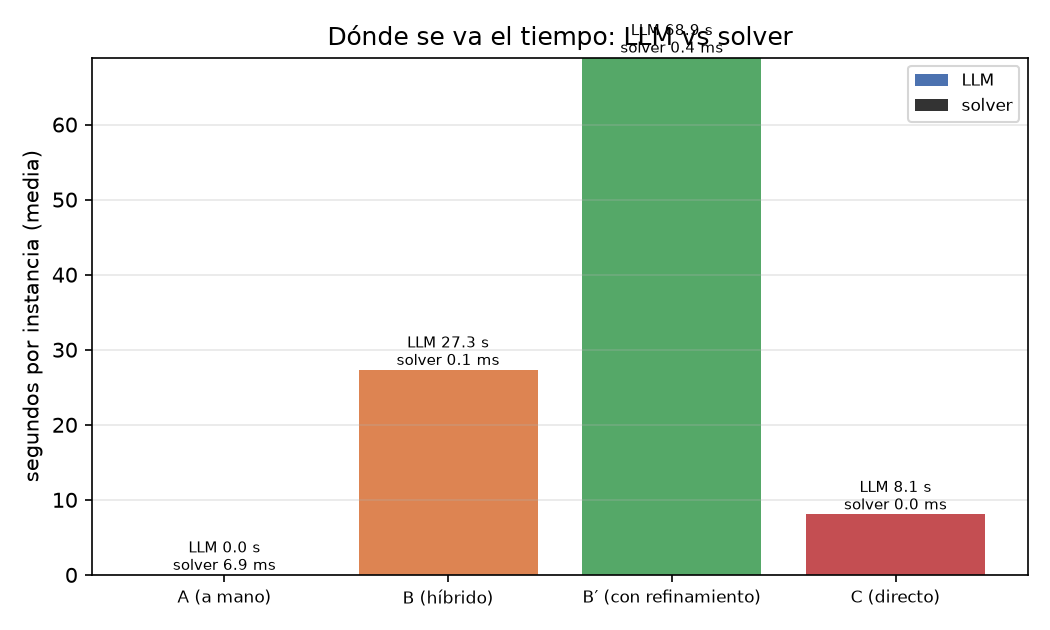 Dónde se va el tiempo: LLM vs solver
LLM 68.9 s
solver 0.4 ms
LLM
solver
segundos por instancia (media)
60
50
40
30
20
10
0
LLM 27.3 s
solver 0.1 ms
LLM 8.1 s
solver 0.0 ms
LLM 0.0 s
solver 6.9 ms
A (a mano)
B (híbrido)
B′ (con refinamiento)
C (directo)